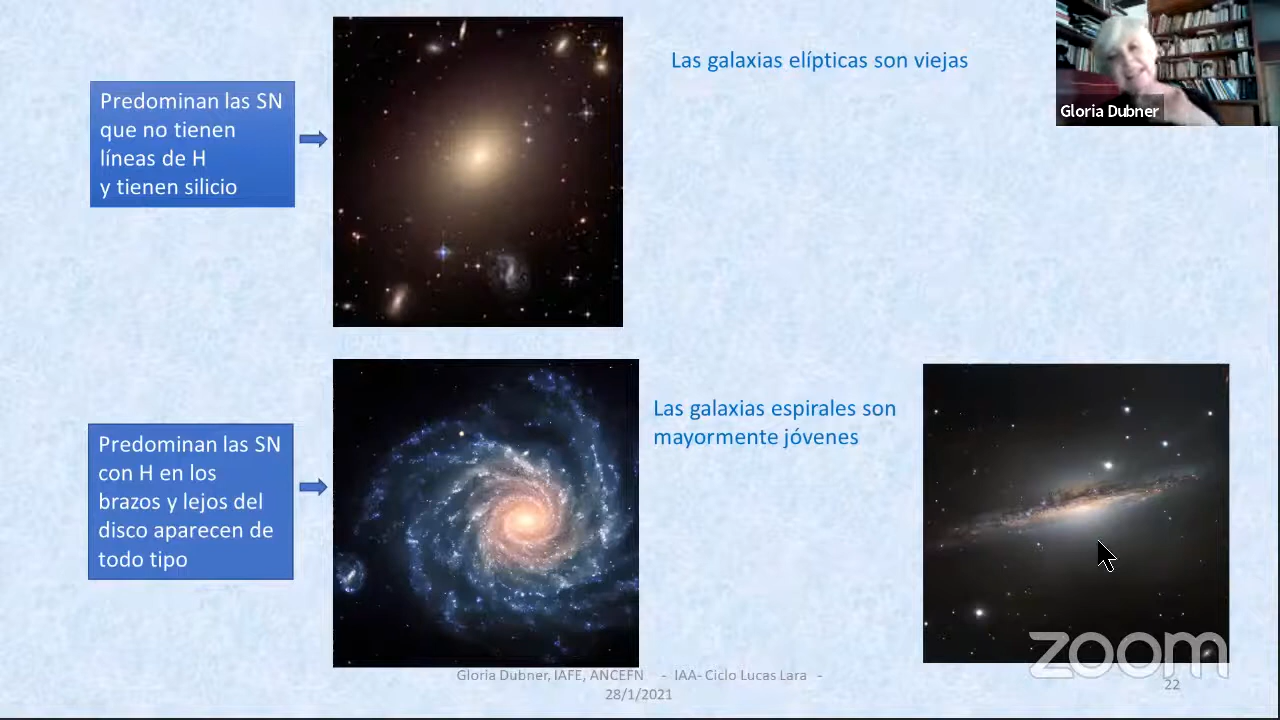 Predominan las SN
que no tienen
líneas de H
y tienen silicio
Las galaxias elípticas son viejas
Gloria Dubner
Predominan las SN
con H en los
brazos y lejos del
disco aparecen de
todo tipo
Las galaxias espirales son
mayormente jóvenes
Gloria Dubner, IAFE, ANCEFN - IAA- Ciclo Lucas Lara -
28/1/2021
zoom
22